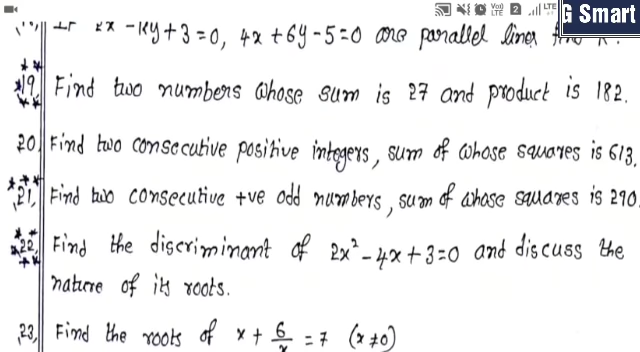 G Smart
If 2x - Ky + 3 = 0, 4x + 6y - 5 = 0 are parallel lines find K.
19, Find two numbers whose sum is 27 and product is 182.
20, Find two consecutive positive integers, sum of whose squares is 613.
21, Find two consecutive +ve odd numbers, sum of whose squares is 290.
22, Find the discriminant of 2x² - 4x + 3 = 0 and discuss the
nature of its roots.
23, Find the roots of x + 6/x = 7 (x ≠ 0)